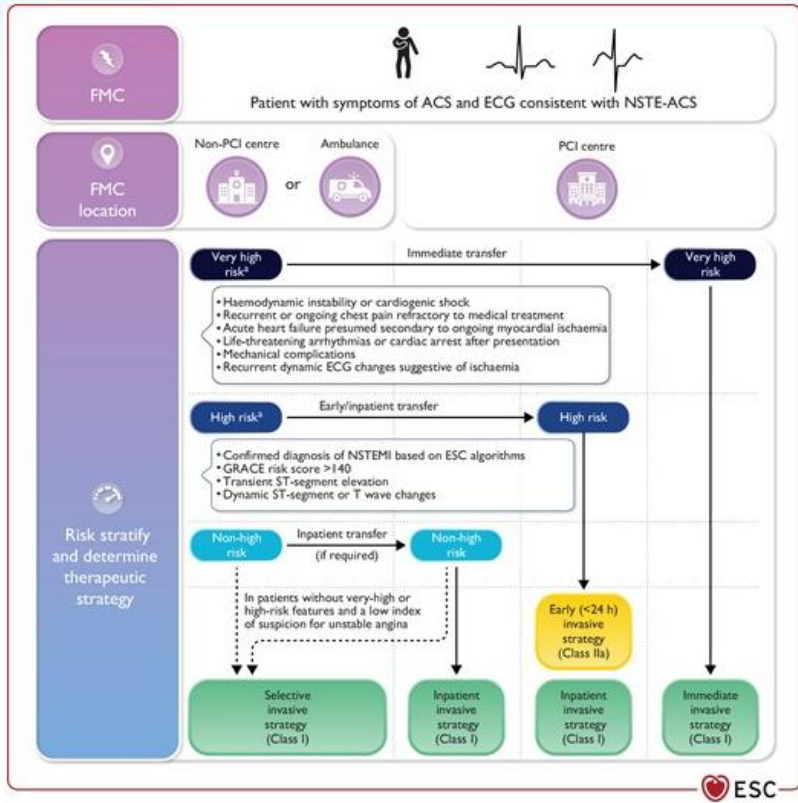 FMC
Patient with symptoms of ACS and ECG consistent with NSTE-ACS
FMC
location
Non-PCI centre
or
Ambulance
PCI centre
Risk stratify
and determine
therapeutic
strategy
Very high
riskª
Immediate transfer
Very high
risk
• Haemodynamic instability or cardiogenic shock
• Recurrent or ongoing chest pain refractory to medical treatment
• Acute heart failure presumed secondary to ongoing myocardial ischaemia
• Life-threatening arrhythmias or cardiac arrest after presentation
• Mechanical complications
• Recurrent dynamic ECG changes suggestive of ischaemia
High riskª
Early/inpatient transfer
High risk
• Confirmed diagnosis of NSTEMI based on ESC algorithms
• GRACE risk score >140
• Transient ST-segment elevation
• Dynamic ST-segment or T wave changes
Non-high
risk
Inpatient transfer
(if required)
Non-high
risk
In patients without very-high or
high-risk features and a low index
of suspicion for unstable angina
Early (<24 h)
invasive
strategy
(Class IIa)
Selective
invasive
strategy
(Class I)
Inpatient
invasive
strategy
(Class I)
Inpatient
invasive
strategy
(Class I)
Immediate
invasive
strategy
(Class I)
ESC